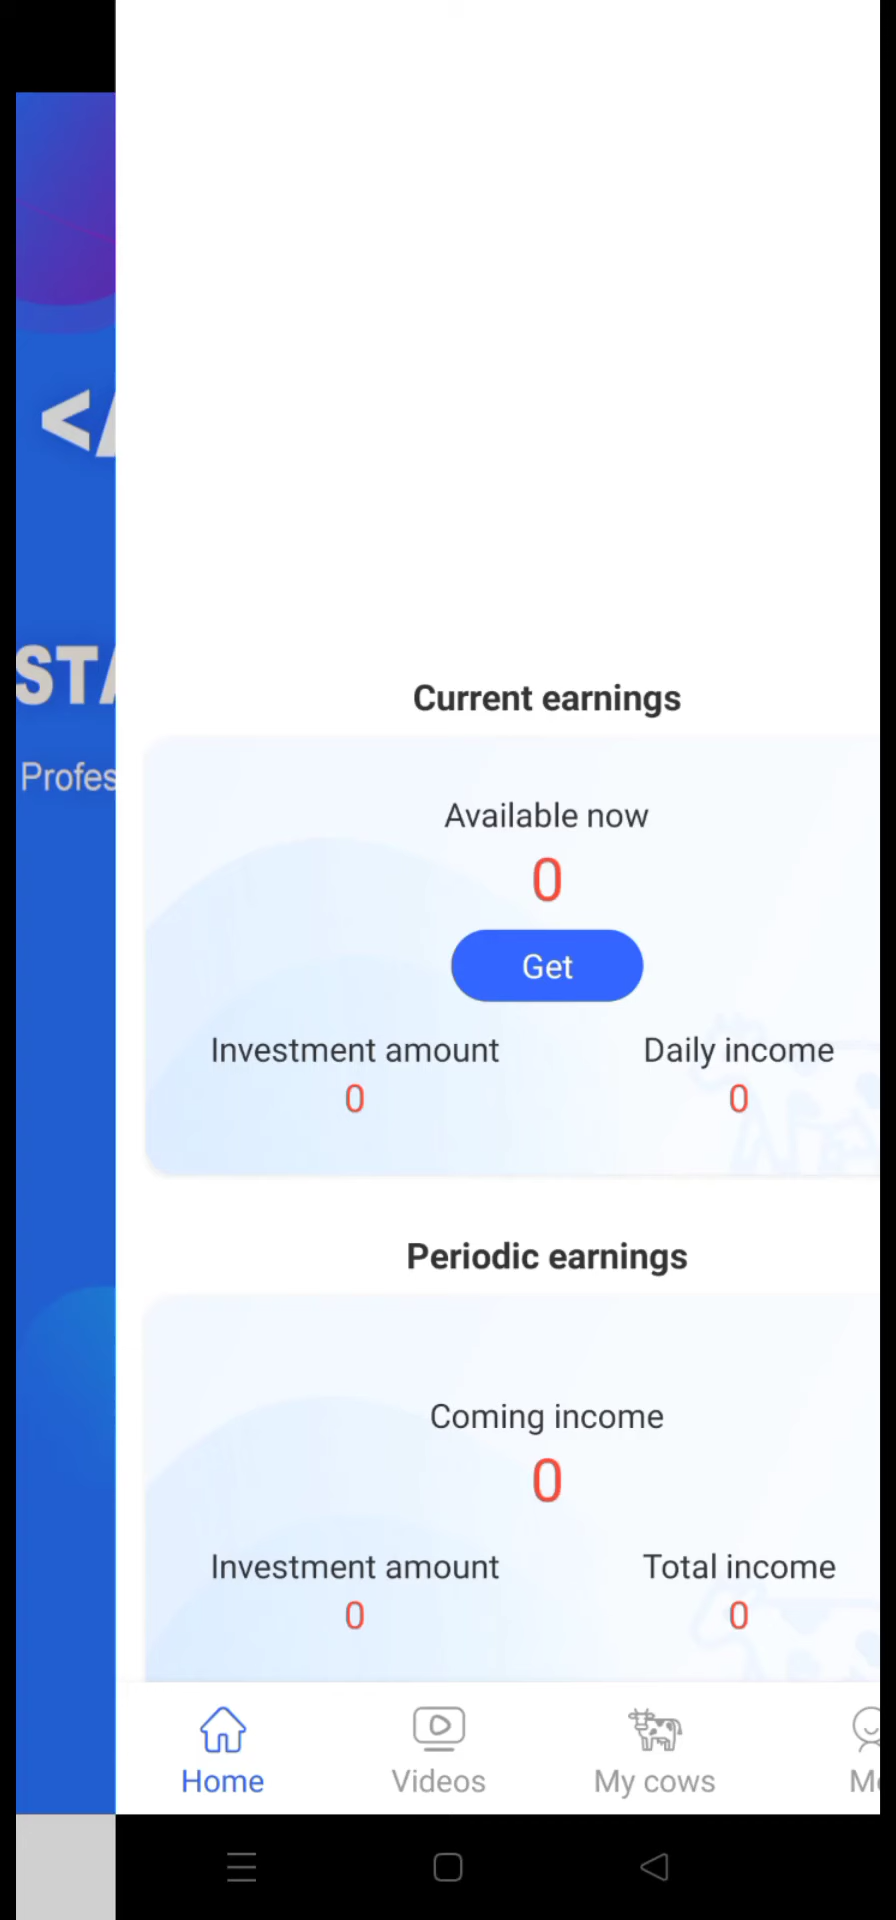 <
STA
Profes
Current earnings
Available now
0
Get
Investment amount
Daily income
0
0
Periodic earnings
Coming income
0
Investment amount
Total income
0
0
Home
Videos
My cows